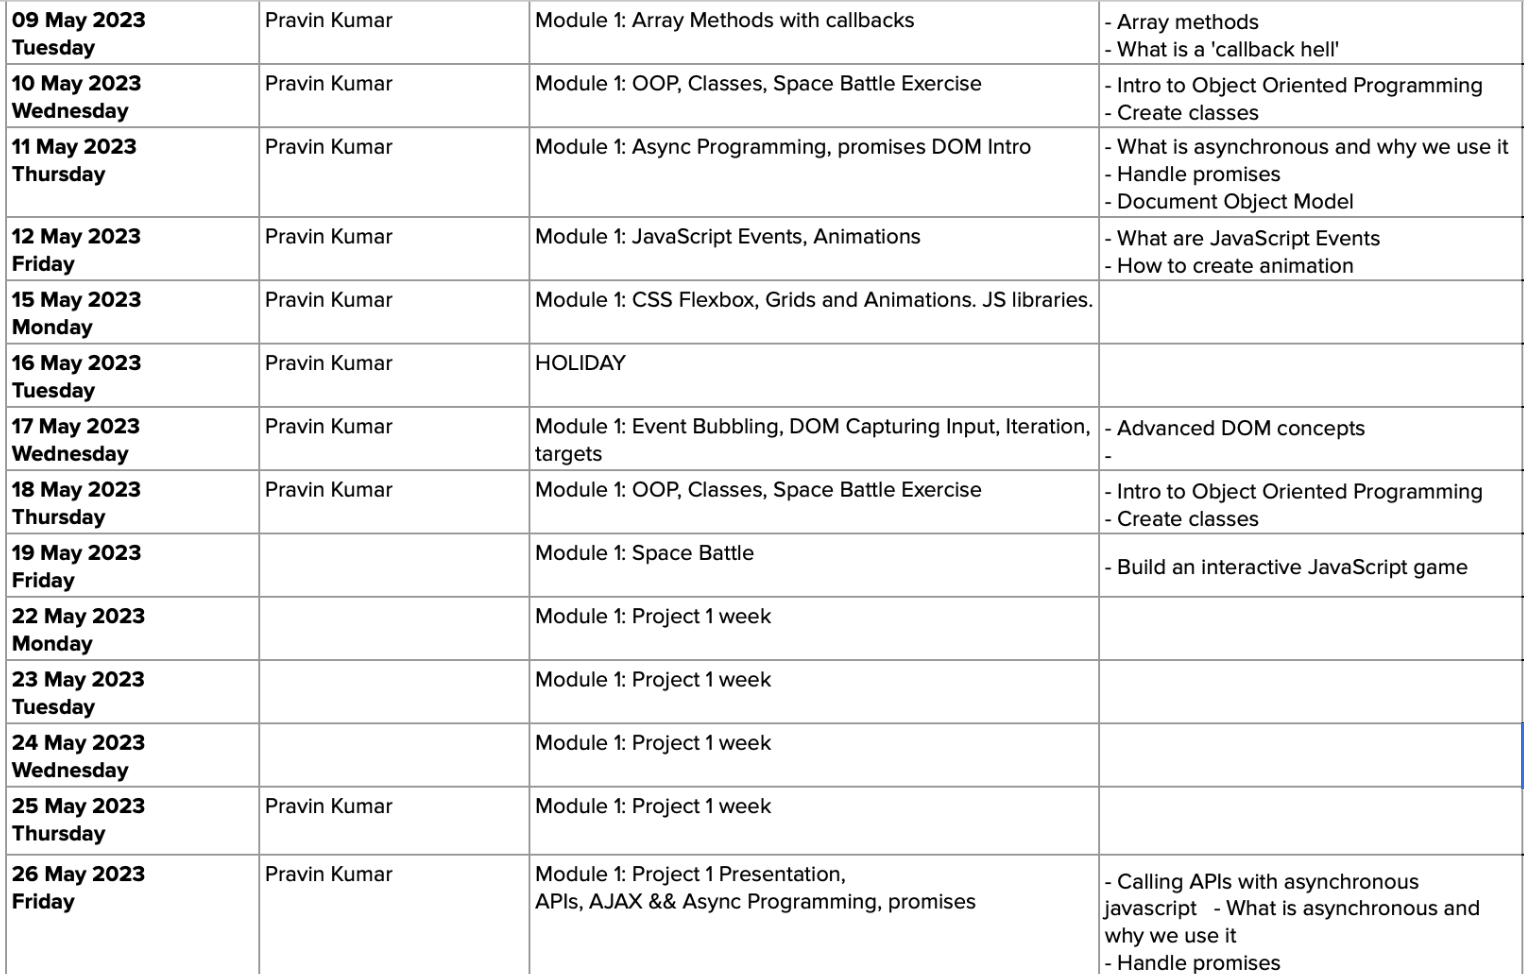 09 May 2023
Tuesday
Pravin Kumar
Module 1: Array Methods with callbacks
- Array methods
- What is a 'callback hell'
10 May 2023
Wednesday
Pravin Kumar
Module 1: OOP, Classes, Space Battle Exercise
- Intro to Object Oriented Programming
- Create classes
11 May 2023
Thursday
Pravin Kumar
Module 1: Async Programming, promises DOM Intro
- What is asynchronous and why we use it
- Handle promises
- Document Object Model
12 May 2023
Friday
Pravin Kumar
Module 1: JavaScript Events, Animations
- What are JavaScript Events
- How to create animation
15 May 2023
Monday
Pravin Kumar
Module 1: CSS Flexbox, Grids and Animations. JS libraries.
16 May 2023
Tuesday
Pravin Kumar
HOLIDAY
17 May 2023
Wednesday
Pravin Kumar
Module 1: Event Bubbling, DOM Capturing Input, Iteration,
targets
- Advanced DOM concepts
-
18 May 2023
Thursday
Pravin Kumar
Module 1: OOP, Classes, Space Battle Exercise
- Intro to Object Oriented Programming
- Create classes
19 May 2023
Friday
Module 1: Space Battle
- Build an interactive JavaScript game
22 May 2023
Monday
Module 1: Project 1 week
23 May 2023
Tuesday
Module 1: Project 1 week
24 May 2023
Wednesday
Module 1: Project 1 week
25 May 2023
Thursday
Pravin Kumar
Module 1: Project 1 week
26 May 2023
Friday
Pravin Kumar
Module 1: Project 1 Presentation,
APIs, AJAX && Async Programming, promises
- Calling APIs with asynchronous
javascript   - What is asynchronous and
why we use it
- Handle promises